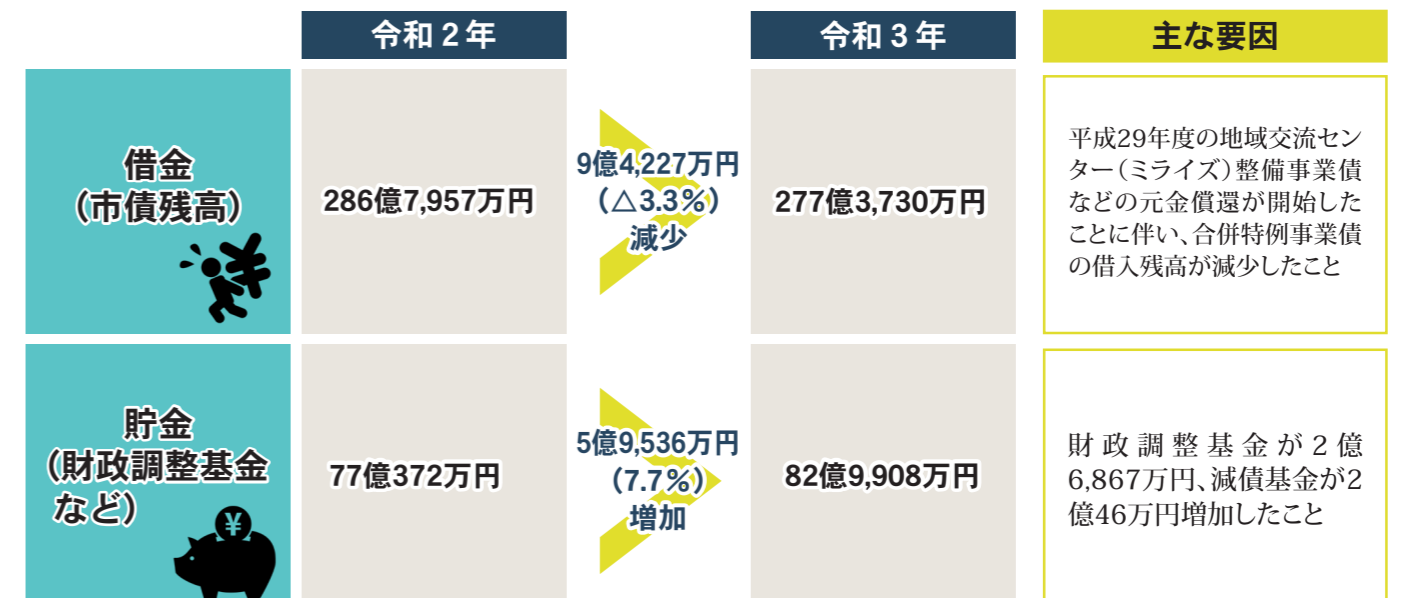 令和２年
令和３年
主な要因
借金
（市債残高）
286億7,957万円
9億4,227万円
（△3.3％）
減少
277億3,730万円
平成29年度の地域交流セン
ター（ミライズ）整備事業債
などの元金償還が開始した
ことに伴い、合併特例事業債
の借入残高が減少したこと
貯金
（財政調整基金
など）
¥
77億372万円
5億9,536万円
（7.7％）
増加
82億9,908万円
財政調整基金が２億
6,867万円、減債基金が２
億46万円増加したこと